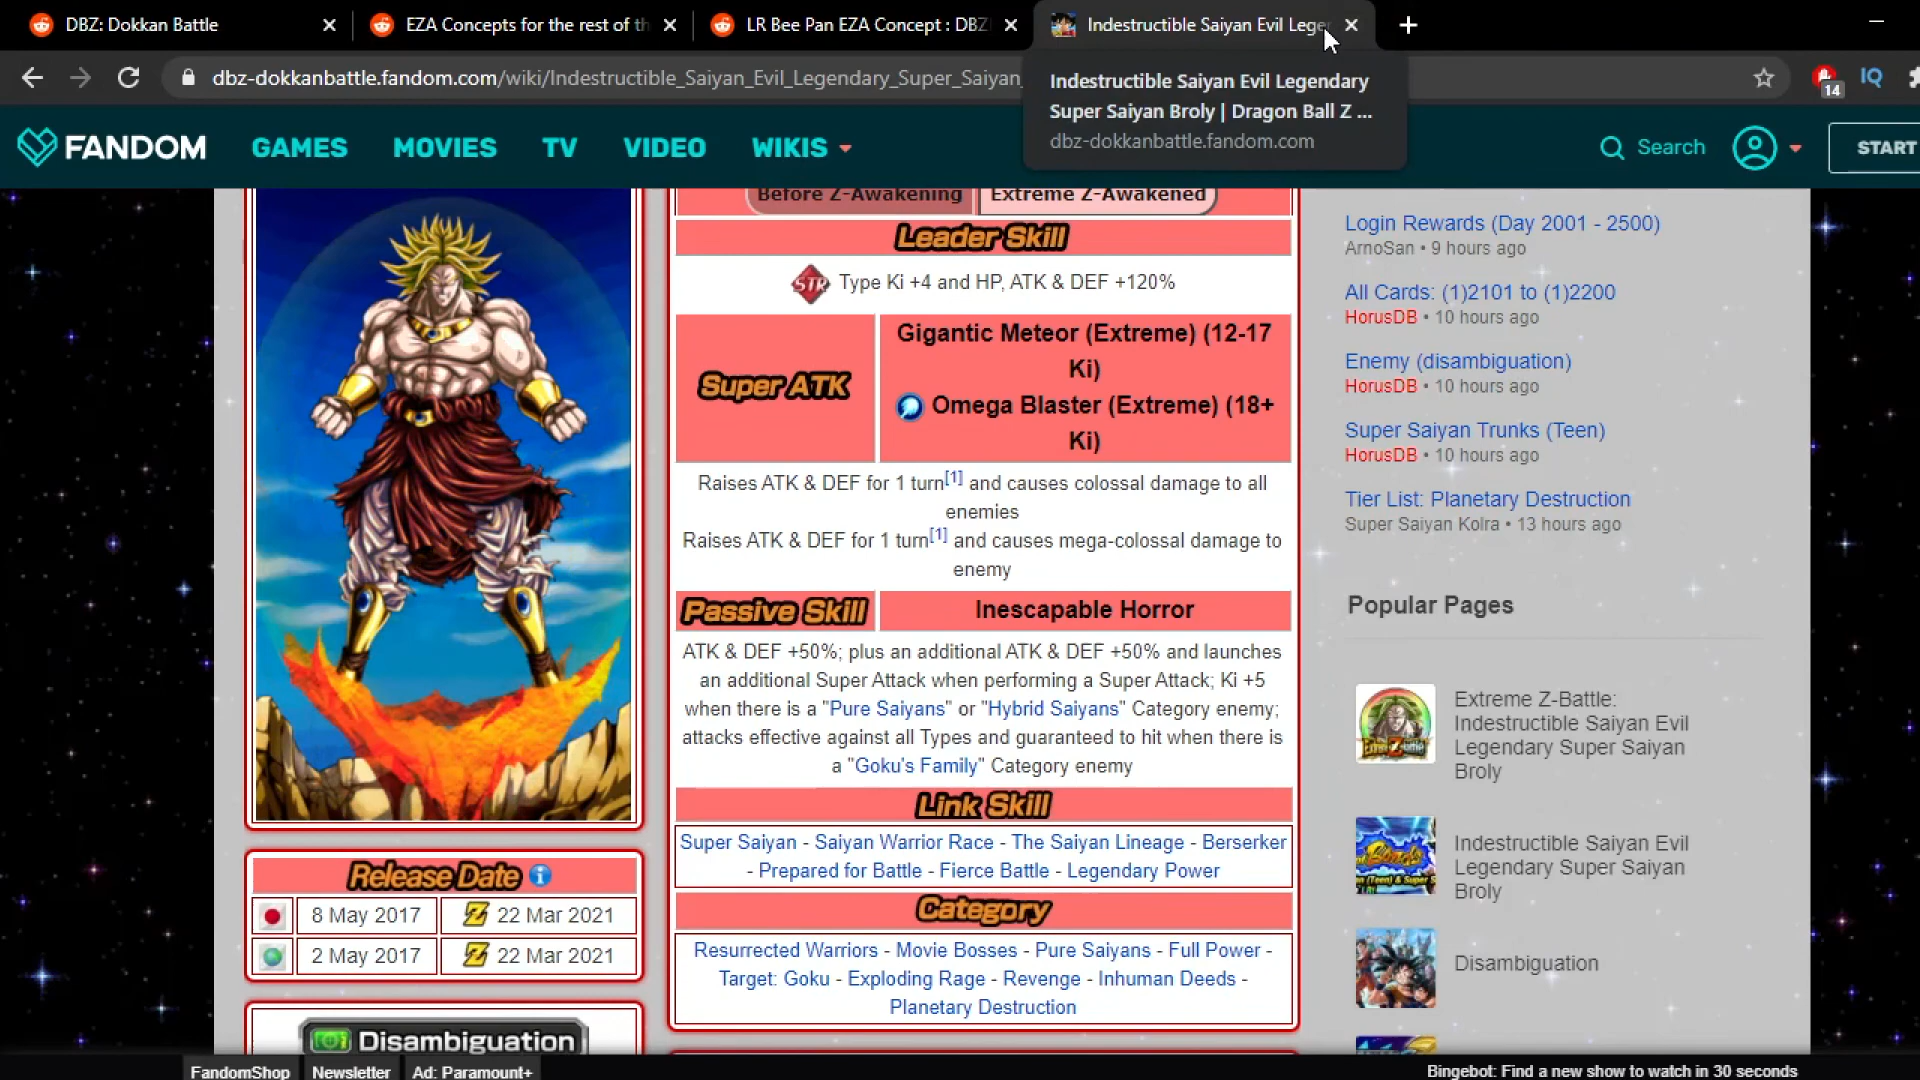 DBZ: Dokkan Battle
EZA Concepts for the rest of th
LR Bee Pan EZA Concept : DBZ
Indestructible Saiyan Evil Lege
dbz-dokkanbattle.fandom.com/wiki/Indestructible_Saiyan_Evil_Legendary_Super_Saiyan_
14
IQ
Indestructible Saiyan Evil Legendary
Super Saiyan Broly | Dragon Ball Z ...
dbz-dokkanbattle.fandom.com
FANDOM
GAMES
MOVIES
TV
VIDEO
WIKIS
Search
START
Before Z-Awakening
Extreme Z-Awakened
Leader Skill
STR Type Ki +4 and HP, ATK & DEF +120%
Super ATK
Gigantic Meteor (Extreme) (12-17
Ki)
Omega Blaster (Extreme) (18+
Ki)
Raises ATK & DEF for 1 turn[1] and causes colossal damage to all
enemies
Raises ATK & DEF for 1 turn[1] and causes mega-colossal damage to
enemy
Passive Skill
Inescapable Horror
ATK & DEF +50%; plus an additional ATK & DEF +50% and launches
an additional Super Attack when performing a Super Attack; Ki +5
when there is a "Pure Saiyans" or "Hybrid Saiyans" Category enemy;
attacks effective against all Types and guaranteed to hit when there is
a "Goku's Family" Category enemy
Link Skill
Super Saiyan - Saiyan Warrior Race - The Saiyan Lineage - Berserker
- Prepared for Battle - Fierce Battle - Legendary Power
Category
Resurrected Warriors - Movie Bosses - Pure Saiyans - Full Power -
Target: Goku - Exploding Rage - Revenge - Inhuman Deeds -
Planetary Destruction
Release Date
8 May 2017
Z 22 Mar 2021
2 May 2017
Z 22 Mar 2021
Disambiguation
Login Rewards (Day 2001 - 2500)
ArnoSan • 9 hours ago
All Cards: (1)2101 to (1)2200
HorusDB • 10 hours ago
Enemy (disambiguation)
HorusDB • 10 hours ago
Super Saiyan Trunks (Teen)
HorusDB • 10 hours ago
Tier List: Planetary Destruction
Super Saiyan Kolra • 13 hours ago
Popular Pages
Extreme Z-Battle:
Indestructible Saiyan Evil
Legendary Super Saiyan
Broly
Indestructible Saiyan Evil
Legendary Super Saiyan
Broly
Disambiguation
FandomShop
Newsletter
Ad: Paramount+
Bingebot: Find a new show to watch in 30 seconds